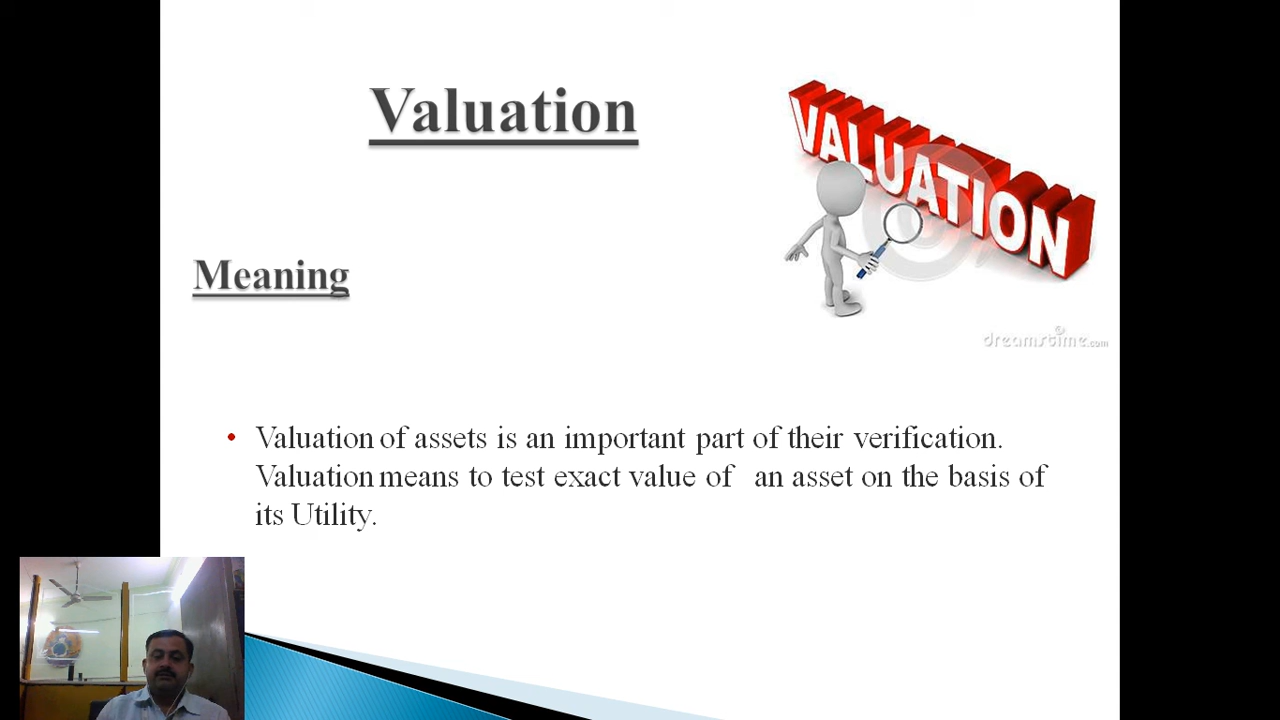 Valuation
VALUATION
Meaning
dreamstime.com
• Valuation of assets is an important part of their verification.
Valuation means to test exact value of an asset on the basis of
its Utility.